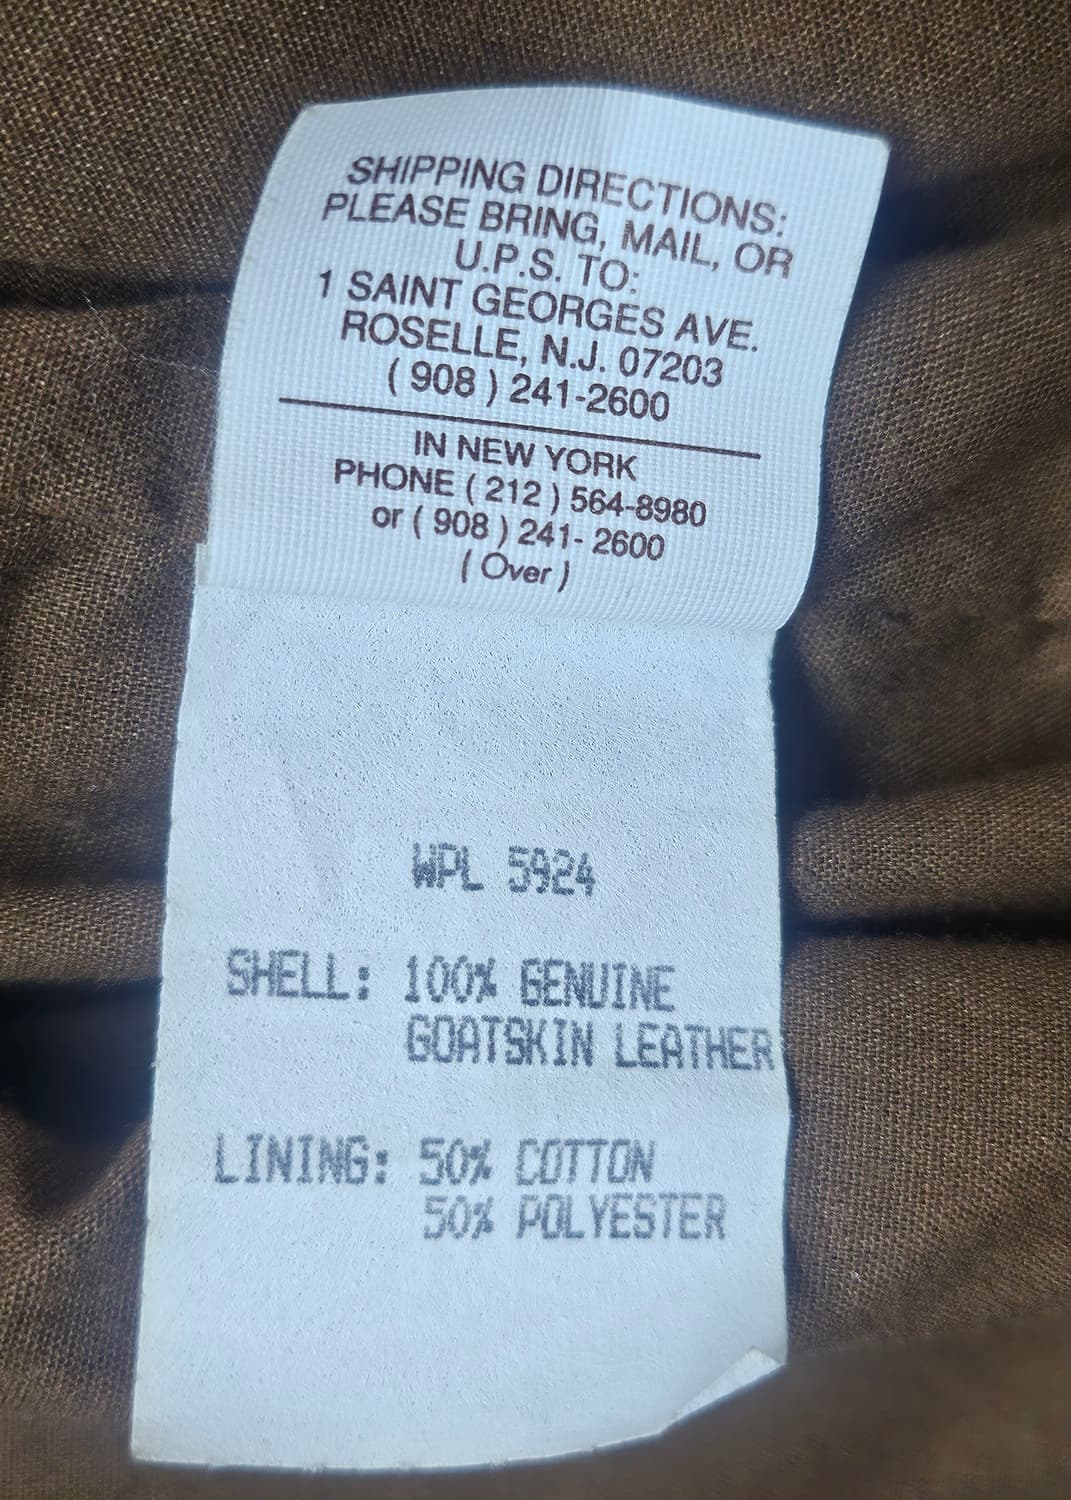 SHIPPING DIRECTIONS:
PLEASE BRING, MAIL, OR
U.P.S. TO:
1 SAINT GEORGES AVE.
ROSELLE, N.J. 07203
( 908 ) 241-2600
IN NEW YORK
PHONE ( 212 ) 564-8980
or ( 908 ) 241- 2600
( Over )
WPL 5924
SHELL: 100% GENUINE
GOATSKIN LEATHER
LINING: 50% COTTON
50% POLYESTER